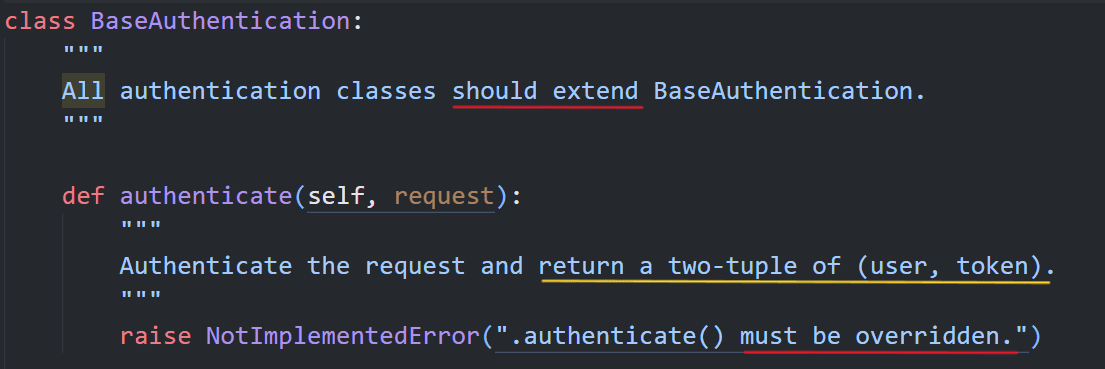 class BaseAuthentication:
"""
All authentication classes should extend BaseAuthentication.
"""
def authenticate(self, request):
"""
Authenticate the request and return a two-tuple of (user, token).
"""
raise NotImplementedError(".authenticate() must be overridden.")